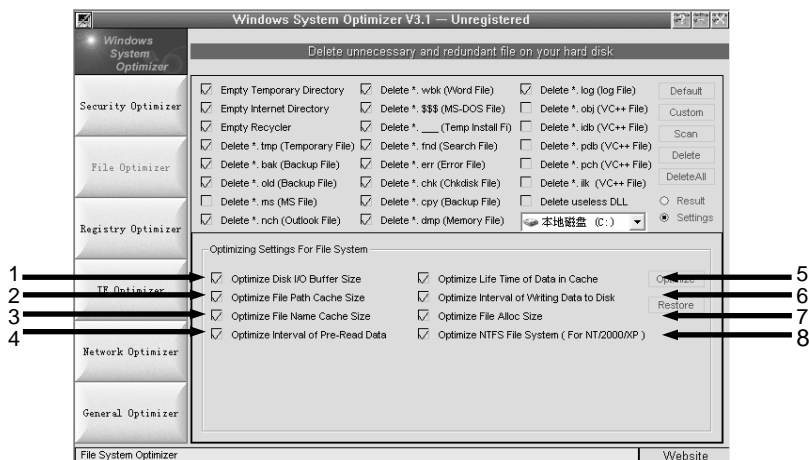 Windows System Optimizer V3.1 — Unregistered
Windows
System
Optimizer
Delete unnecessary and redundant file on your hard disk
Security Optimizer
File Optimizer
Registry Optimizer
IE Optimizer
Network Optimizer
General Optimizer
Empty Temporary Directory
Empty Internet Directory
Empty Recycler
Delete *. tmp (Temporary File)
Delete *. bak (Backup File)
Delete *. old (Backup File)
Delete *. ms (MS File)
Delete *. nch (Outlook File)
Delete *. wbk (Word File)
Delete *. $$$ (MS-DOS File)
Delete *. ___ (Temp Install Fi)
Delete *. fnd (Search File)
Delete *. err (Error File)
Delete *. chk (Chkdisk File)
Delete *. cpy (Backup File)
Delete *. dmp (Memory File)
Delete *. log (log File)
Delete *. obj (VC++ File)
Delete *. idb (VC++ File)
Delete *. pdb (VC++ File)
Delete *. pch (VC++ File)
Delete *. ilk (VC++ File)
Delete useless DLL
本地磁盘 (C:)
Default
Custom
Scan
Delete
DeleteAll
Result
Settings
Optimizing Settings For File System
1 Optimize Disk I/O Buffer Size
2 Optimize File Path Cache Size
3 Optimize File Name Cache Size
4 Optimize Interval of Pre-Read Data
Optimize Life Time of Data in Cache 5
Optimize Interval of Writing Data to Disk 6
Optimize File Alloc Size 7
Optimize NTFS File System ( For NT/2000/XP ) 8
Optimize
Restore
File System Optimizer
Website